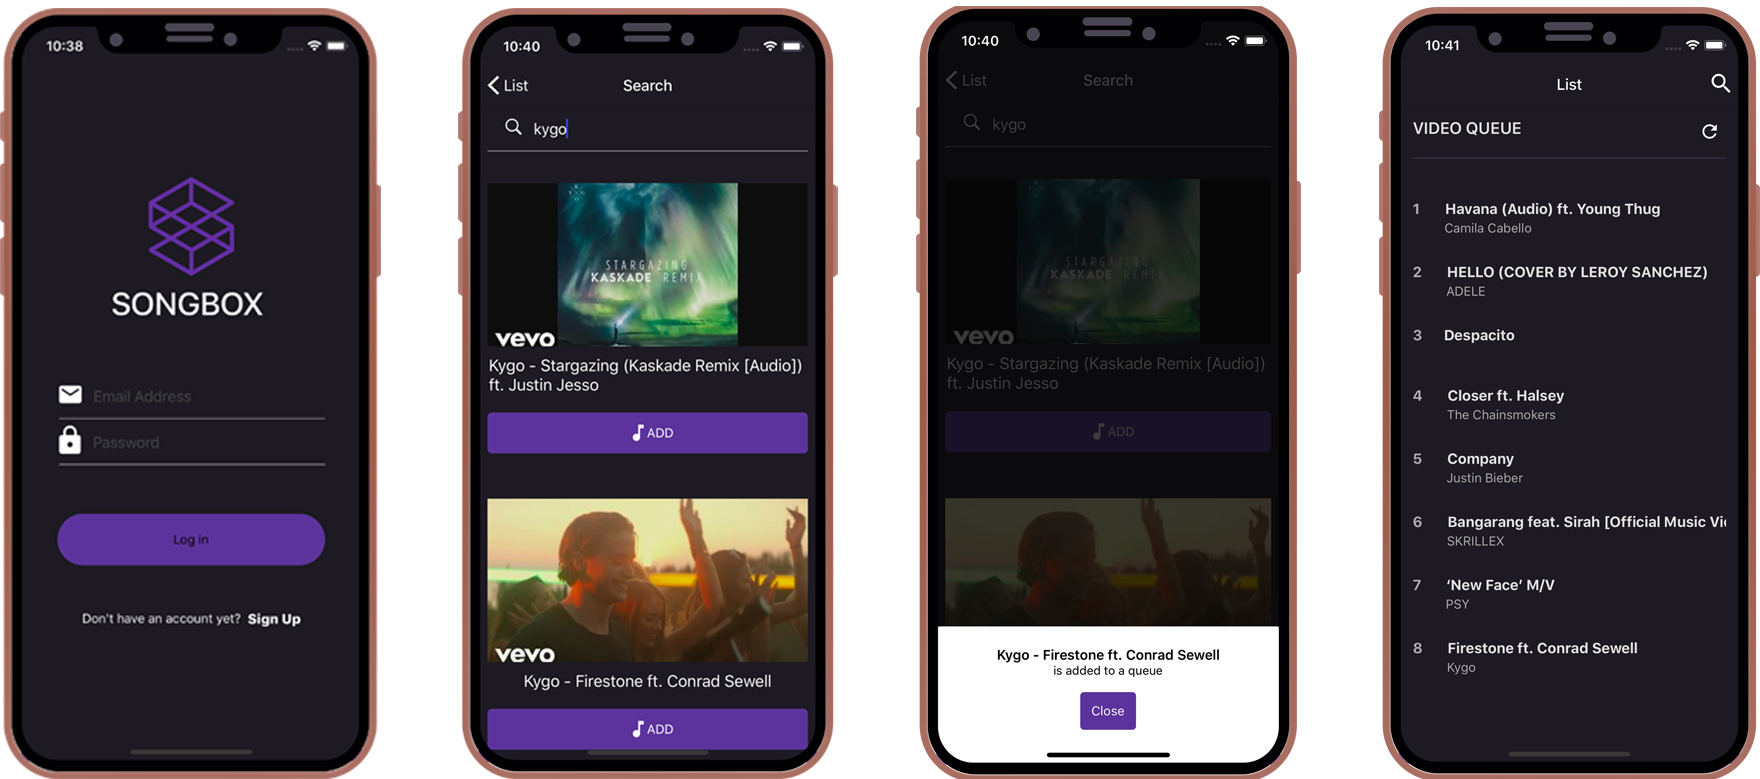 10:38
SONGBOX
Email Address
Password
Log in
Don't have an account yet? Sign Up
10:40
List
Search
kygo
STARGAZING
KASKADE REMIX
vevo
Kygo - Stargazing (Kaskade Remix [Audio])
ft. Justin Jesso
ADD
vevo
Kygo - Firestone ft. Conrad Sewell
ADD
10:40
List
Search
kygo
STARGAZING
KASKADE REMIX
vevo
Kygo - Stargazing (Kaskade Remix [Audio])
ft. Justin Jesso
ADD
Kygo - Firestone ft. Conrad Sewell
is added to a queue
Close
10:41
List
VIDEO QUEUE
1 Havana (Audio) ft. Young Thug
Camila Cabello
2 HELLO (COVER BY LEROY SANCHEZ)
ADELE
3 Despacito
4 Closer ft. Halsey
The Chainsmokers
5 Company
Justin Bieber
6 Bangarang feat. Sirah [Official Music Vi
SKRILLEX
7 ‘New Face’ M/V
PSY
8 Firestone ft. Conrad Sewell
Kygo